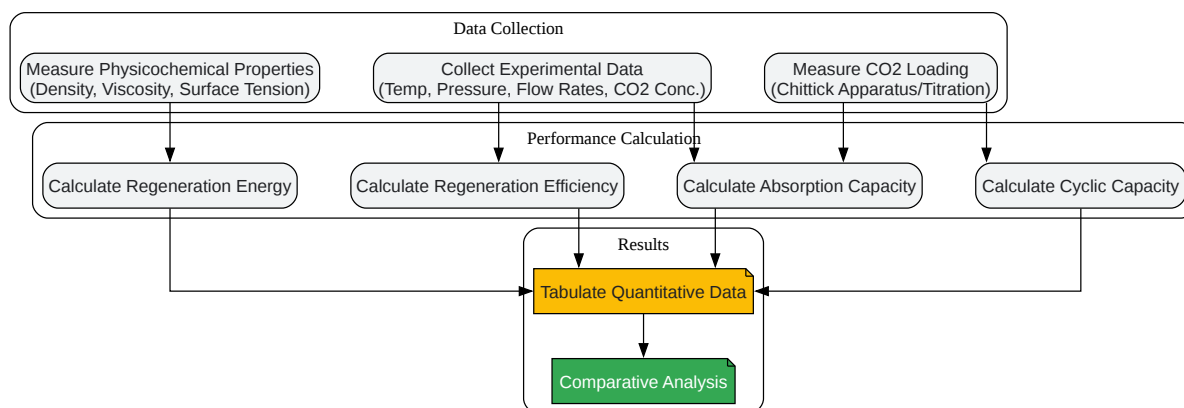 Data Collection
Measure Physicochemical Properties
(Density, Viscosity, Surface Tension)
Collect Experimental Data
(Temp, Pressure, Flow Rates, CO2 Conc.)
Measure CO2 Loading
(Chittick Apparatus/Titration)
Performance Calculation
Calculate Regeneration Energy
Calculate Regeneration Efficiency
Calculate Absorption Capacity
Calculate Cyclic Capacity
Results
Tabulate Quantitative Data
Comparative Analysis